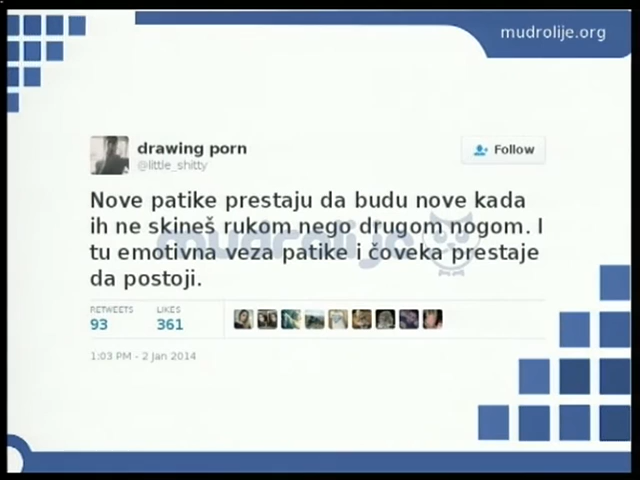 mudrolije.org
drawing porn
@little_shitty
Follow
Nove patike prestaju da budu nove kada
ih ne skineš rukom nego drugom nogom. I
tu emotivna veza patike i čoveka prestaje
da postoji.
mudrolije
RETWEETS LIKES
93 361
1:03 PM - 2 Jan 2014